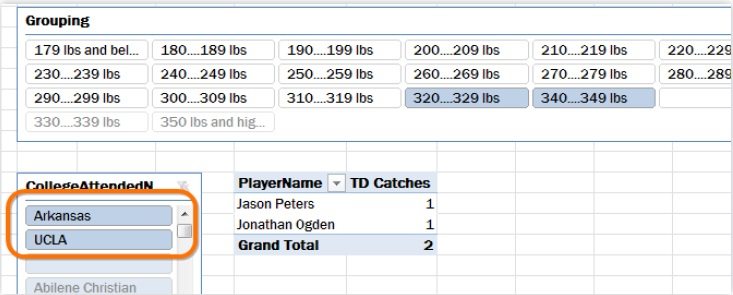 Grouping
179 lbs and bel... 180....189 lbs 190....199 lbs 200....209 lbs 210....219 lbs 220....229
230....239 lbs 240....249 lbs 250....259 lbs 260....269 lbs 270....279 lbs 280....289
290....299 lbs 300....309 lbs 310....319 lbs 320....329 lbs 340....349 lbs
330....339 lbs 350 lbs and hig...
CollegeAttendedN PlayerName TD Catches
Arkansas Jason Peters 1
UCLA Jonathan Ogden 1
Grand Total 2
Abilene Christian